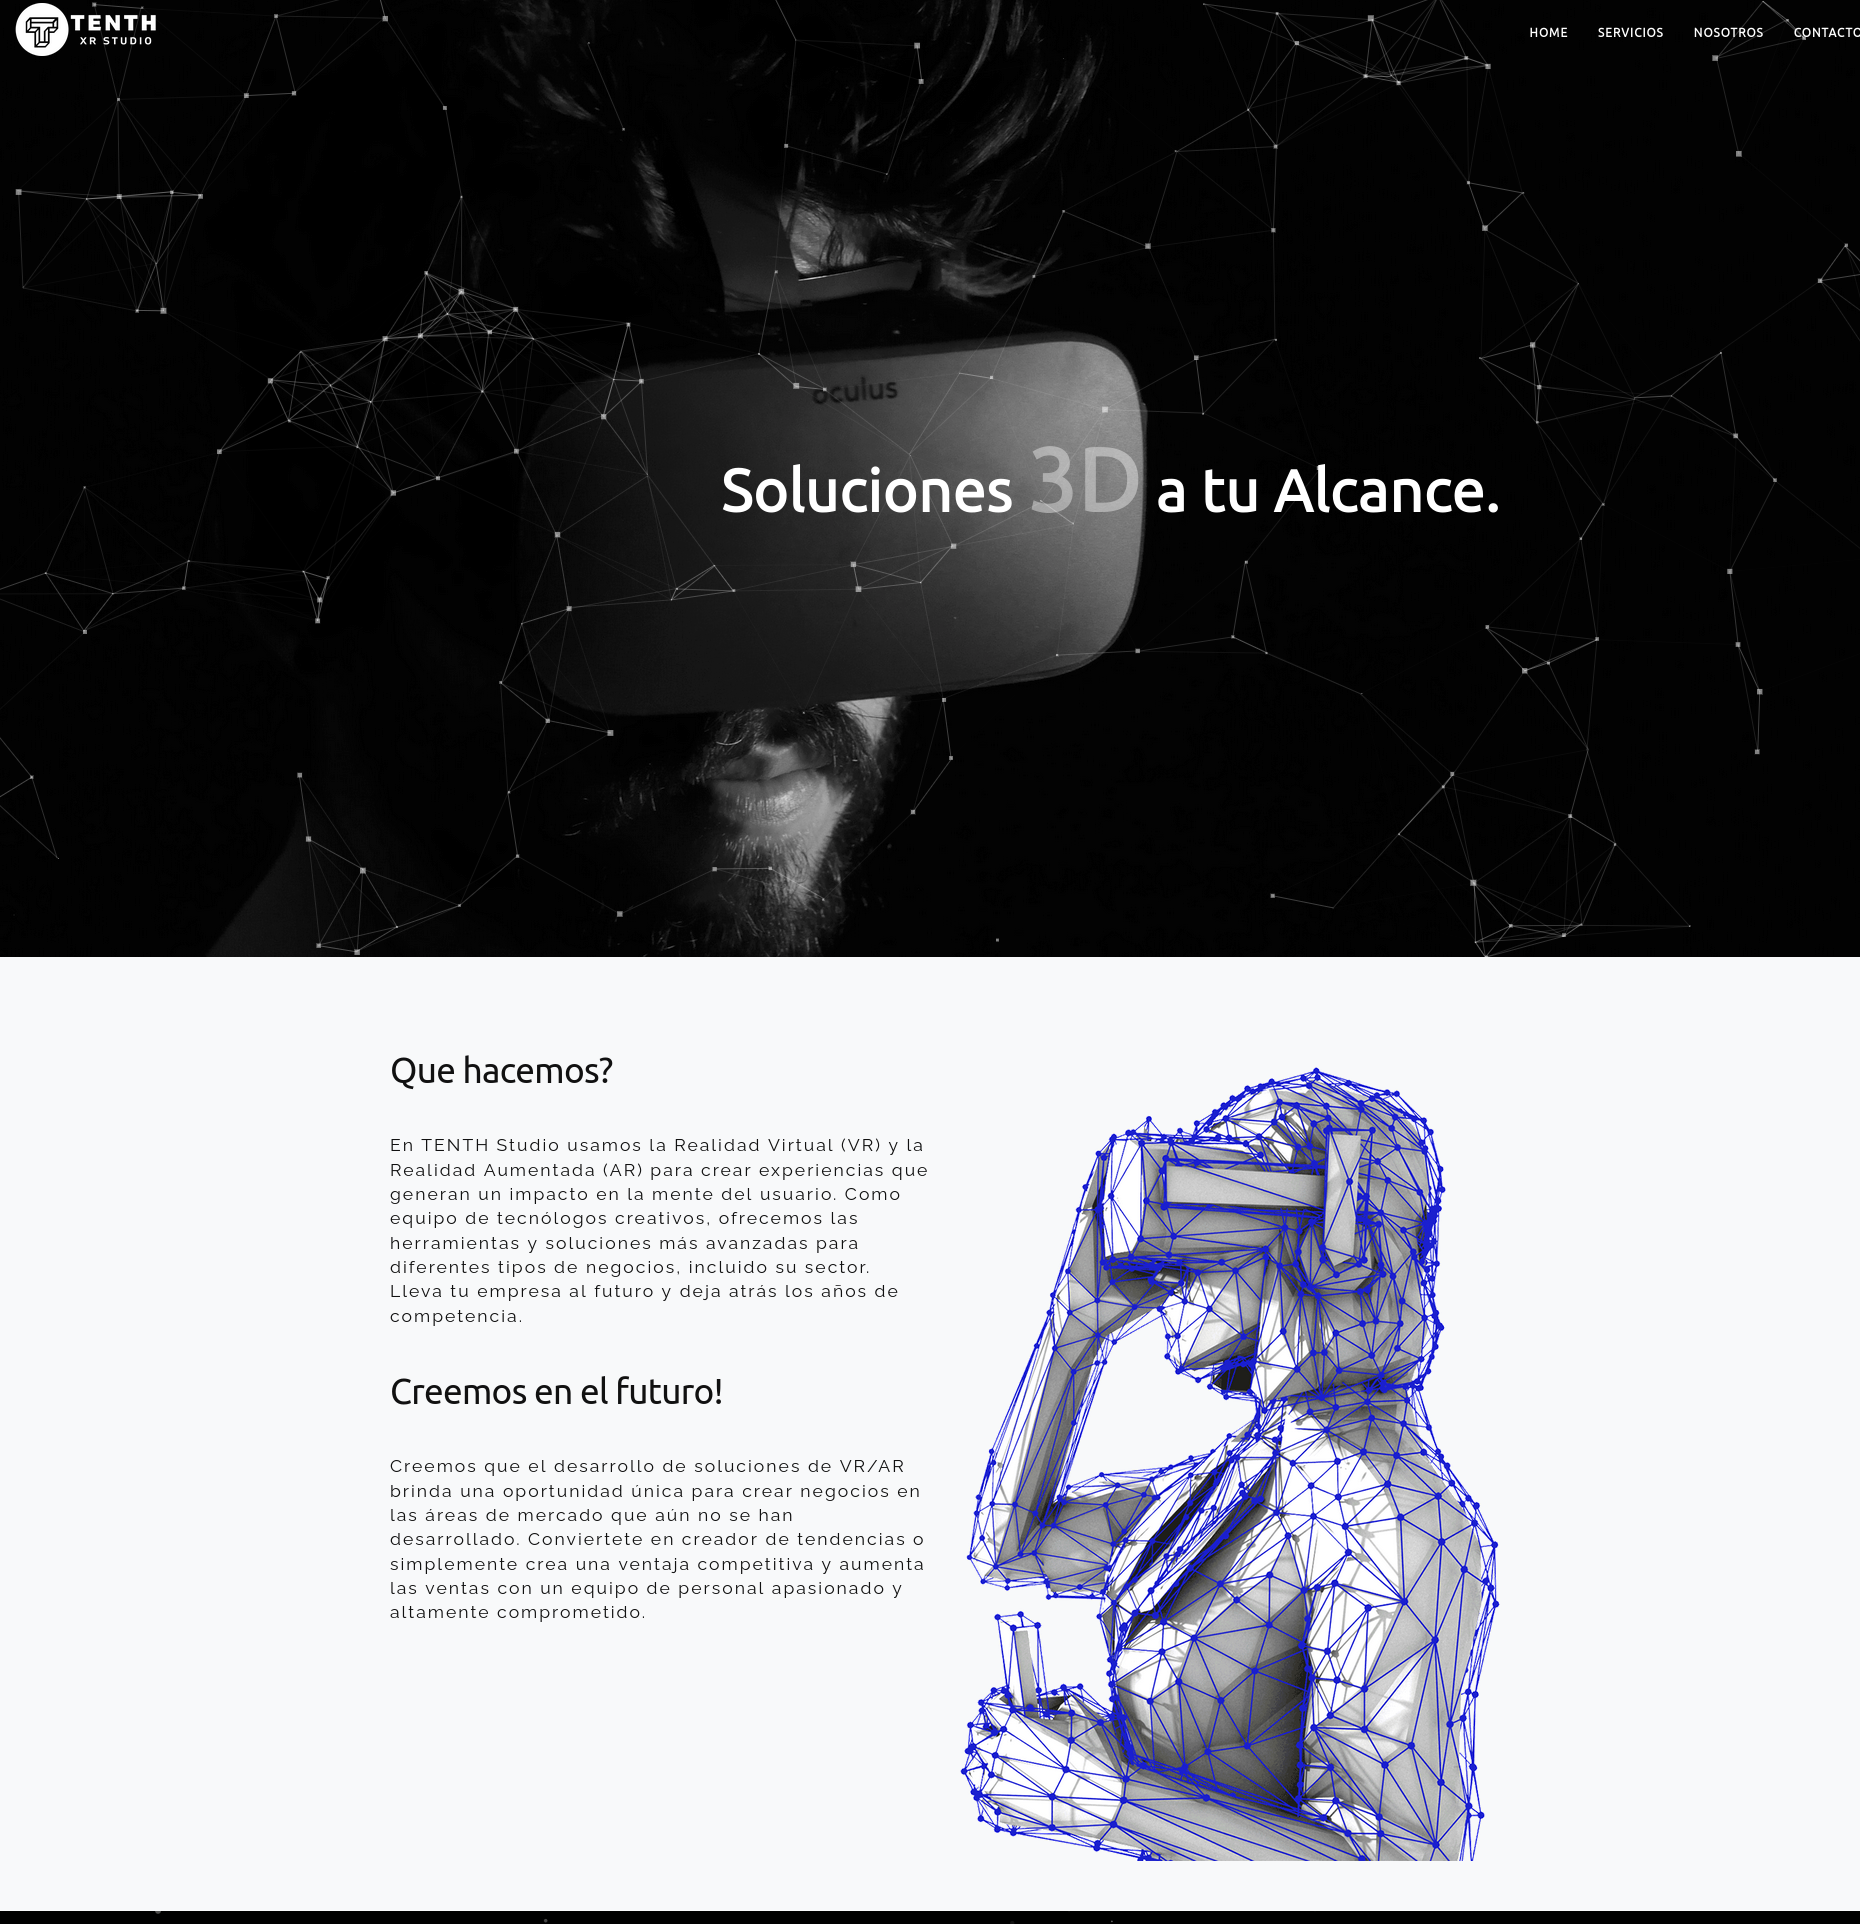 TENTH
XR STUDIO
HOME SERVICIOS NOSOTROS CONTACTO
oculus
Soluciones 3D a tu Alcance.
Que hacemos?
En TENTH Studio usamos la Realidad Virtual (VR) y la
Realidad Aumentada (AR) para crear experiencias que
generan un impacto en la mente del usuario. Como
equipo de tecnólogos creativos, ofrecemos las
herramientas y soluciones más avanzadas para
diferentes tipos de negocios, incluido su sector.
Lleva tu empresa al futuro y deja atrás los años de
competencia.
Creemos en el futuro!
Creemos que el desarrollo de soluciones de VR/AR
brinda una oportunidad única para crear negocios en
las áreas de mercado que aún no se han
desarrollado. Conviertete en creador de tendencias o
simplemente crea una ventaja competitiva y aumenta
las ventas con un equipo de personal apasionado y
altamente comprometido.